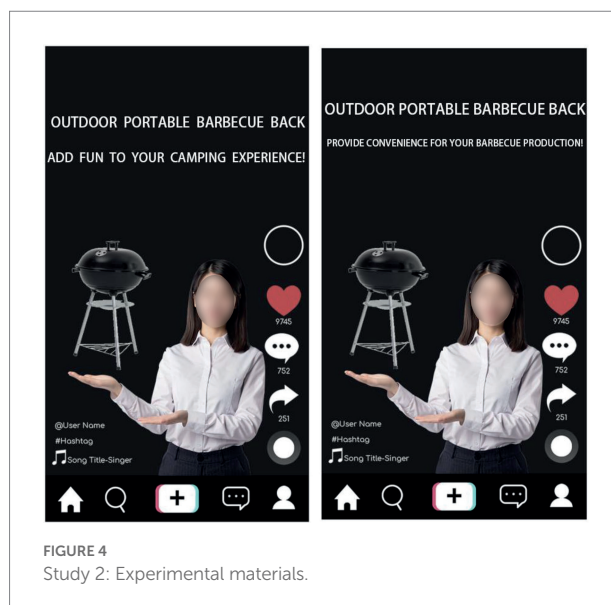 OUTDOOR PORTABLE BARBECUE BACK
ADD FUN TO YOUR CAMPING EXPERIENCE!
9745
752
251
@User Name
#Hashtag
Song Title-Singer
OUTDOOR PORTABLE BARBECUE BACK
PROVIDE CONVENIENCE FOR YOUR BARBECUE PRODUCTION!
9745
752
251
@User Name
#Hashtag
Song Title-Singer
FIGURE 4
Study 2: Experimental materials.